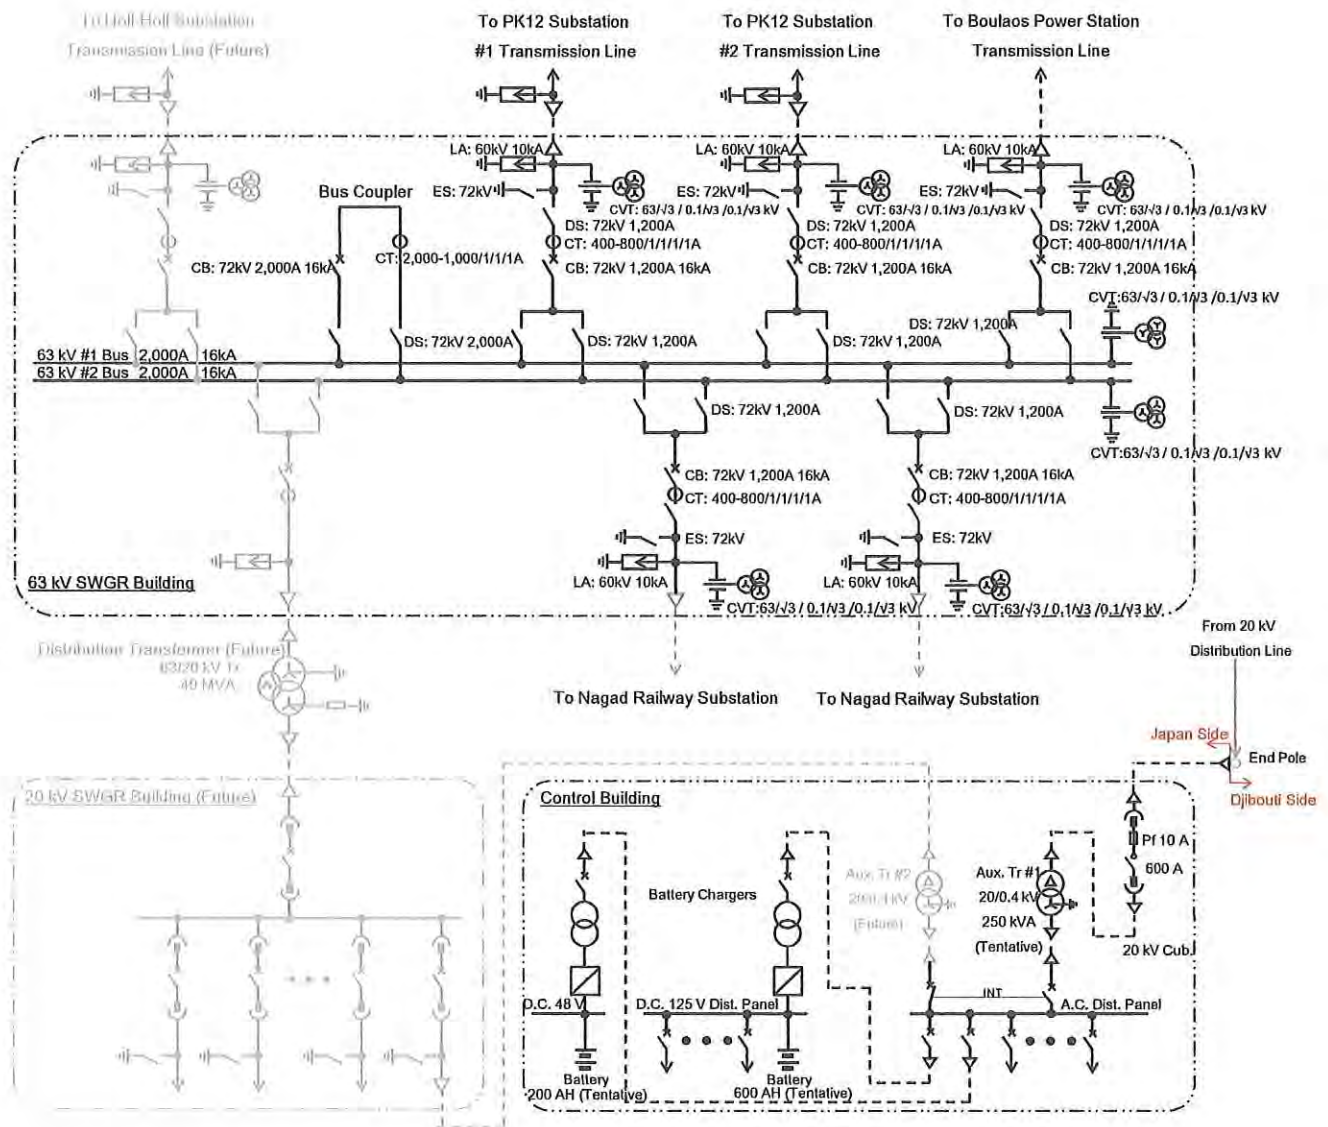 To Holl-Holl Substation
Transmission Line (Future)
To PK12 Substation
#1 Transmission Line
To PK12 Substation
#2 Transmission Line
To Boulaos Power Station
Transmission Line
LA: 60kV 10kA
LA: 60kV 10kA
LA: 60kV 10kA
ES: 72kV
ES: 72kV
ES: 72kV
Bus Coupler
CVT: 63/√3 / 0.1/√3 /0.1/√3 kV
CVT: 63/√3 / 0.1/√3 /0.1/√3 kV
CVT: 63/√3 / 0.1/√3 /0.1/√3 kV
DS: 72kV 1,200A
DS: 72kV 1,200A
DS: 72kV 1,200A
CT: 2,000-1,000/1/1/1A
CT: 400-800/1/1/1/1A
CT: 400-800/1/1/1/1A
CT: 400-800/1/1/1/1A
CB: 72kV 2,000A 16kA
CB: 72kV 1,200A 16kA
CB: 72kV 1,200A 16kA
CB: 72kV 1,200A 16kA
CVT:63/√3 / 0.1/√3 /0.1/√3 kV
DS: 72kV 2,000A
DS: 72kV 1,200A
DS: 72kV 1,200A
DS: 72kV 1,200A
63 kV #1 Bus 2,000A 16kA
63 kV #2 Bus 2,000A 16kA
DS: 72kV 1,200A
DS: 72kV 1,200A
CVT:63/√3 / 0.1/√3 /0.1/√3 kV
CB: 72kV 1,200A 16kA
CB: 72kV 1,200A 16kA
CT: 400-800/1/1/1/1A
CT: 400-800/1/1/1/1A
ES: 72kV
ES: 72kV
63 kV SWGR Building
LA: 60kV 10kA
LA: 60kV 10kA
CVT:63/√3 / 0.1/√3 /0.1/√3 kV
CVT:63/√3 / 0.1/√3 /0.1/√3 kV
From 20 kV
Distribution Line
Distribution Transformer (Future)
63/20 kV Tr
40 MVA
To Nagad Railway Substation
To Nagad Railway Substation
Japan Side
End Pole
Djibouti Side
20 kV SWGR Building (Future)
Control Building
Pf 10 A
600 A
Battery Chargers
Aux. Tr #2
20/0.4 kV
(Future)
Aux. Tr #1
20/0.4 kV
250 kVA
(Tentative)
20 kV Cub.
INT
D.C. 48 V
D.C. 125 V Dist. Panel
A.C. Dist. Panel
Battery
200 AH (Tentative)
Battery
600 AH (Tentative)